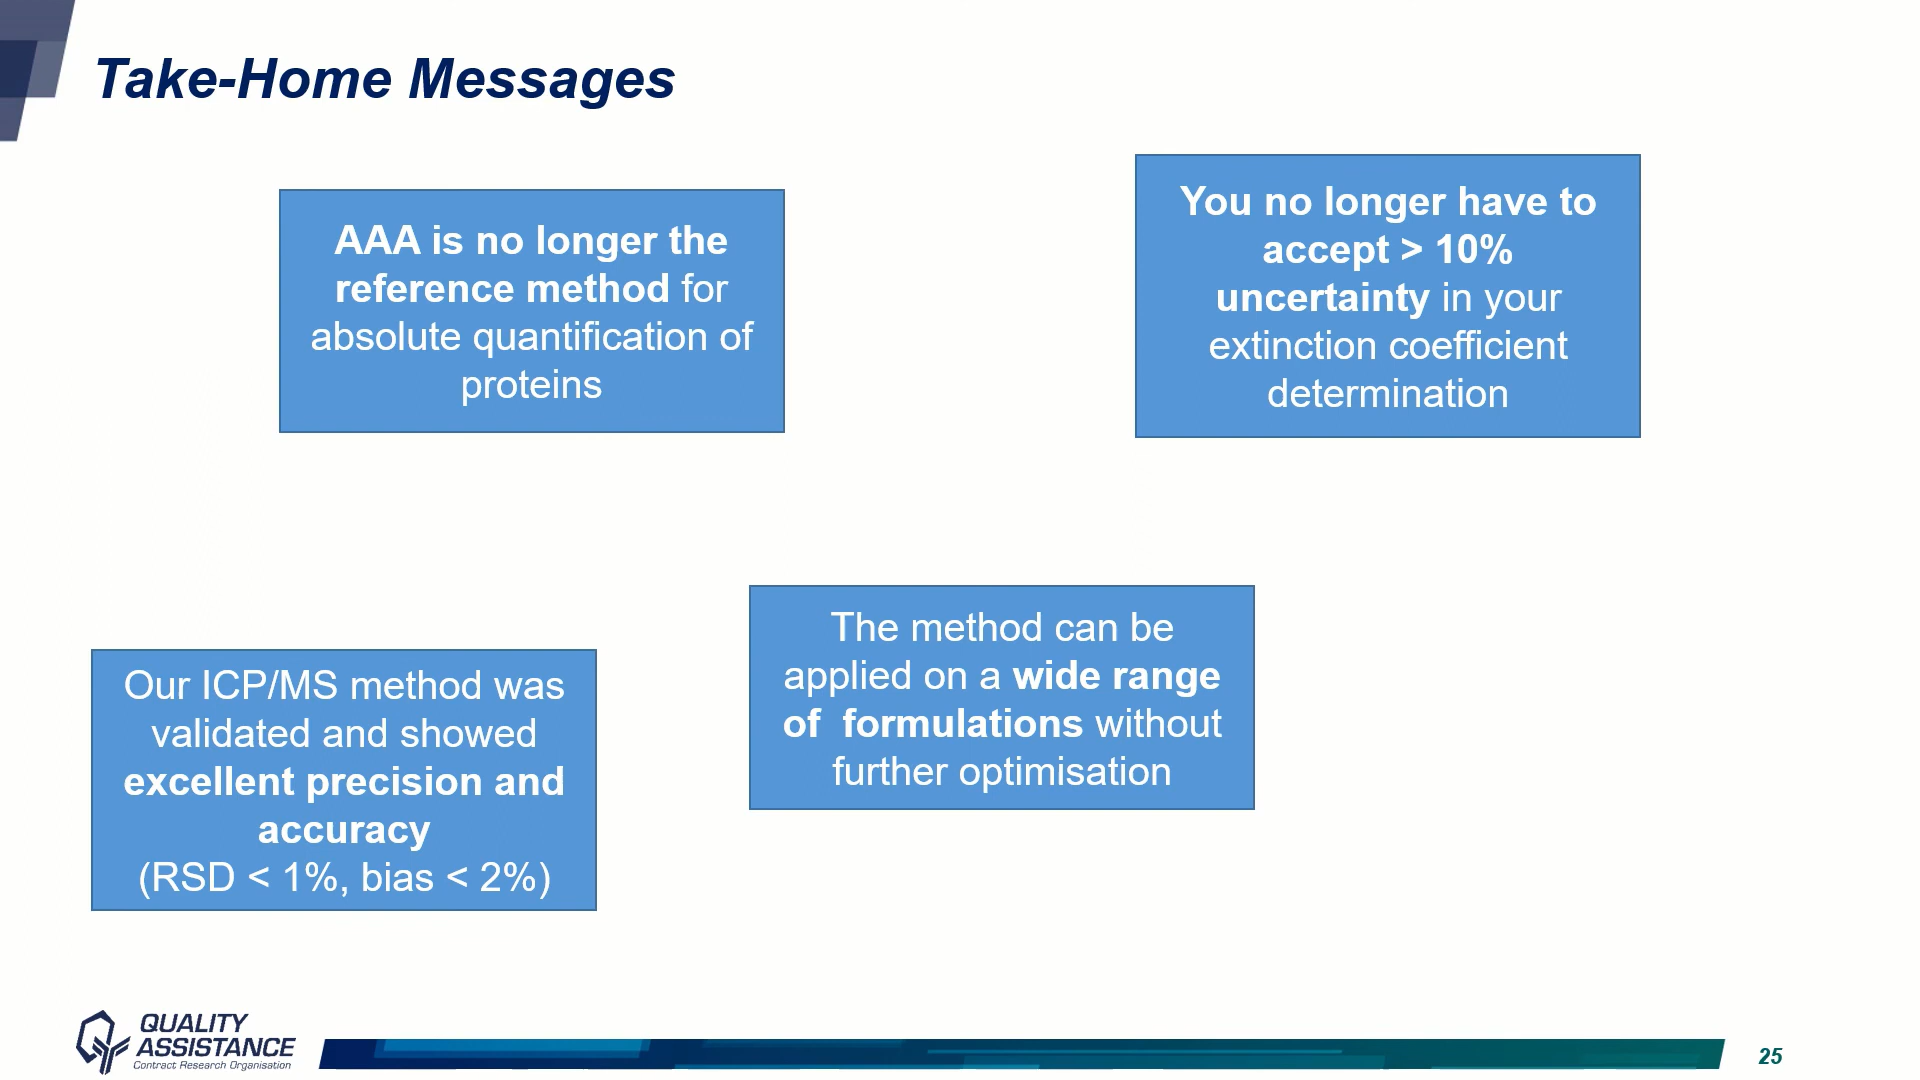 Take-Home Messages
AAA is no longer the
reference method for
absolute quantification of
proteins
You no longer have to
accept > 10%
uncertainty in your
extinction coefficient
determination
Our ICP/MS method was
validated and showed
excellent precision and
accuracy
(RSD < 1%, bias < 2%)
The method can be
applied on a wide range
of  formulations without
further optimisation
QUALITY
ASSISTANCE
Contract Research Organisation
25